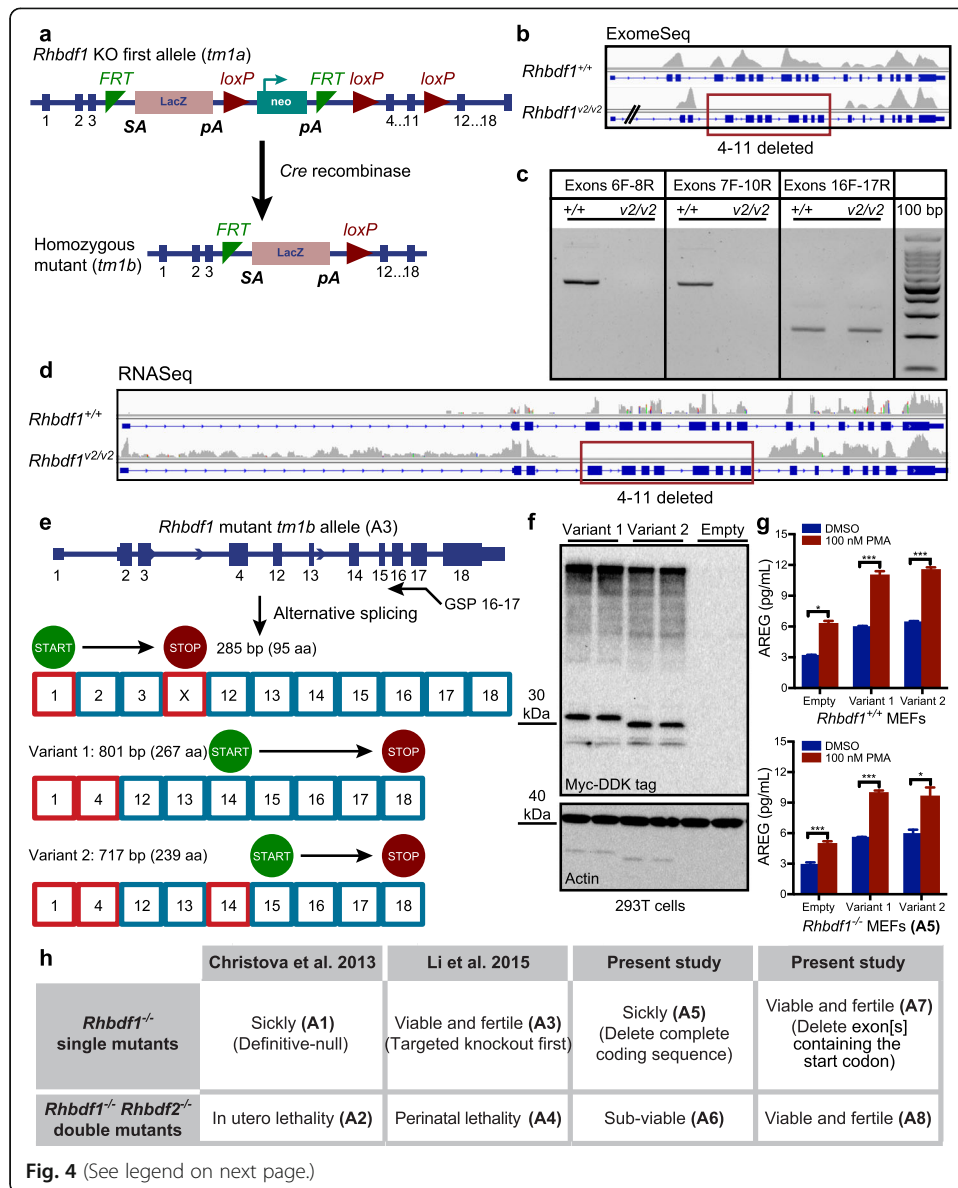 a
Rhbdf1 KO first allele (tm1a)
FRT loxP FRT loxP loxP
LacZ neo
1 2 3 4...11 12...18
SA pA pA
Cre recombinase
Homozygous mutant (tm1b)
FRT loxP
LacZ
1 2 3 12...18
SA pA
b
ExomeSeq
Rhbdf1+/+
Rhbdf1v2/v2
4-11 deleted
c
Exons 6F-8R Exons 7F-10R Exons 16F-17R
+/+ v2/v2 +/+ v2/v2 +/+ v2/v2 100 bp
d
RNASeq
Rhbdf1+/+
Rhbdf1v2/v2
4-11 deleted
e
Rhbdf1 mutant tm1b allele (A3)
1 2 3 4 12 13 14 15 16 17 18
GSP 16-17
Alternative splicing
START STOP 285 bp (95 aa)
1 2 3 X 12 13 14 15 16 17 18
Variant 1: 801 bp (267 aa) START STOP
1 4 12 13 14 15 16 17 18
Variant 2: 717 bp (239 aa) START STOP
1 4 12 13 14 15 16 17 18
f
Variant 1 Variant 2 Empty
30
kDa
Myc-DDK tag
40
kDa
Actin
293T cells
g
DMSO
100 nM PMA
AREG (pg/mL)
15
12
9
6
3
0
* *** ***
Empty Variant 1 Variant 2
Rhbdf1+/+ MEFs
DMSO
100 nM PMA
AREG (pg/mL)
15
12
9
6
3
0
*** *** *
Empty Variant 1 Variant 2
Rhbdf1-/- MEFs (A5)
h
Christova et al. 2013 Li et al. 2015 Present study Present study
Rhbdf1-/-
single mutants
Sickly (A1)
(Definitive-null)
Viable and fertile (A3)
(Targeted knockout first)
Sickly (A5)
(Delete complete
coding sequence)
Viable and fertile (A7)
(Delete exon[s]
containing the
start codon)
Rhbdf1-/- Rhbdf2-/-
double mutants
In utero lethality (A2) Perinatal lethality (A4) Sub-viable (A6) Viable and fertile (A8)
Fig. 4 (See legend on next page.)